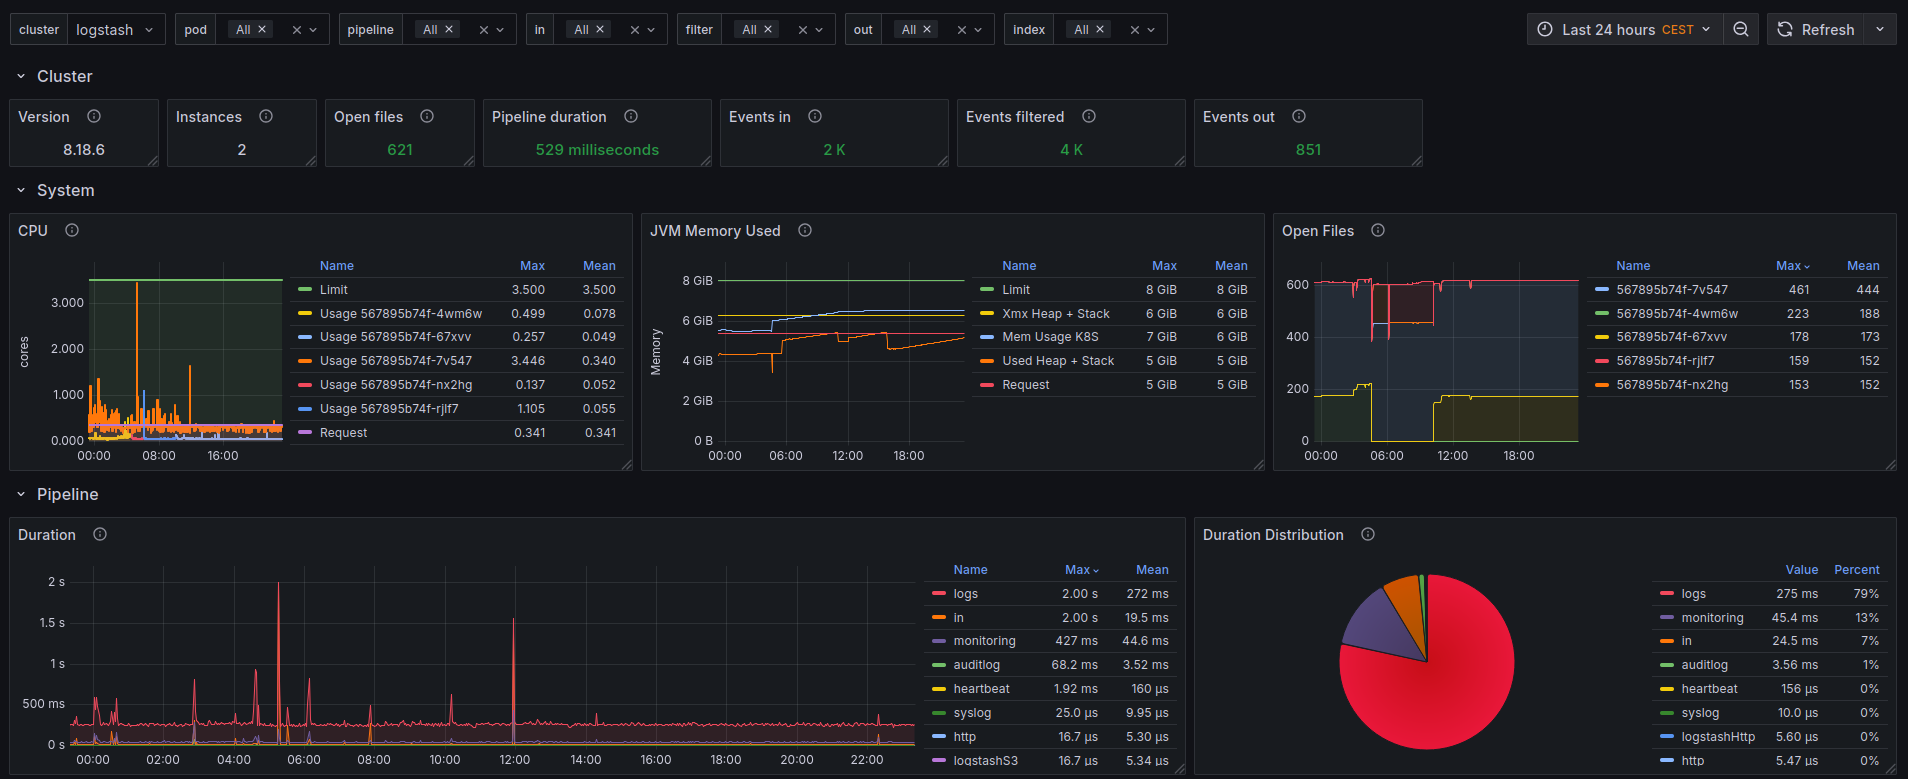 cluster logstash pod All pipeline All in All filter All out All index All Last 24 hours CEST Refresh
Cluster
Version Instances Open files Pipeline duration Events in Events filtered Events out
8.18.6 2 621 529 milliseconds 2 K 4 K 851
System
CPU
cores
3.000
2.000
1.000
0.000
00:00 08:00 16:00
Name Max Mean
Limit 3.500 3.500
Usage 567895b74f-4wm6w 0.499 0.078
Usage 567895b74f-67xvv 0.257 0.049
Usage 567895b74f-7v547 3.446 0.340
Usage 567895b74f-nx2hg 0.137 0.052
Usage 567895b74f-rjlf7 1.105 0.055
Request 0.341 0.341
JVM Memory Used
Memory
8 GiB
6 GiB
4 GiB
2 GiB
0 B
00:00 06:00 12:00 18:00
Name Max Mean
Limit 8 GiB 8 GiB
Xmx Heap + Stack 6 GiB 6 GiB
Mem Usage K8S 7 GiB 6 GiB
Used Heap + Stack 5 GiB 5 GiB
Request 5 GiB 5 GiB
Open Files
600
400
200
0
00:00 06:00 12:00 18:00
Name Max Mean
567895b74f-7v547 461 444
567895b74f-4wm6w 223 188
567895b74f-67xvv 178 173
567895b74f-rjlf7 159 152
567895b74f-nx2hg 153 152
Pipeline
Duration
2 s
1.5 s
1 s
500 ms
0 s
00:00 02:00 04:00 06:00 08:00 10:00 12:00 14:00 16:00 18:00 20:00 22:00
Name Max Mean
logs 2.00 s 272 ms
in 2.00 s 19.5 ms
monitoring 427 ms 44.6 ms
auditlog 68.2 ms 3.52 ms
heartbeat 1.92 ms 160 µs
syslog 25.0 µs 9.95 µs
http 16.7 µs 5.30 µs
logstashS3 16.7 µs 5.34 µs
Duration Distribution
Value Percent
logs 275 ms 79%
monitoring 45.4 ms 13%
in 24.5 ms 7%
auditlog 3.56 ms 1%
heartbeat 156 µs 0%
syslog 10.0 µs 0%
logstashHttp 5.60 µs 0%
http 5.47 µs 0%